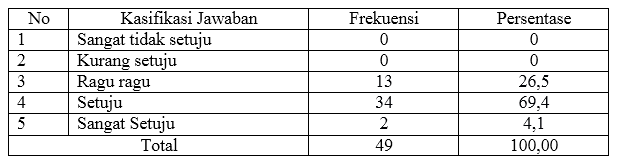 No Kasifikasi Jawaban Frekuensi Persentase
1 Sangat tidak setuju 0 0
2 Kurang setuju 0 0
3 Ragu ragu 13 26,5
4 Setuju 34 69,4
5 Sangat Setuju 2 4,1
Total 49 100,00